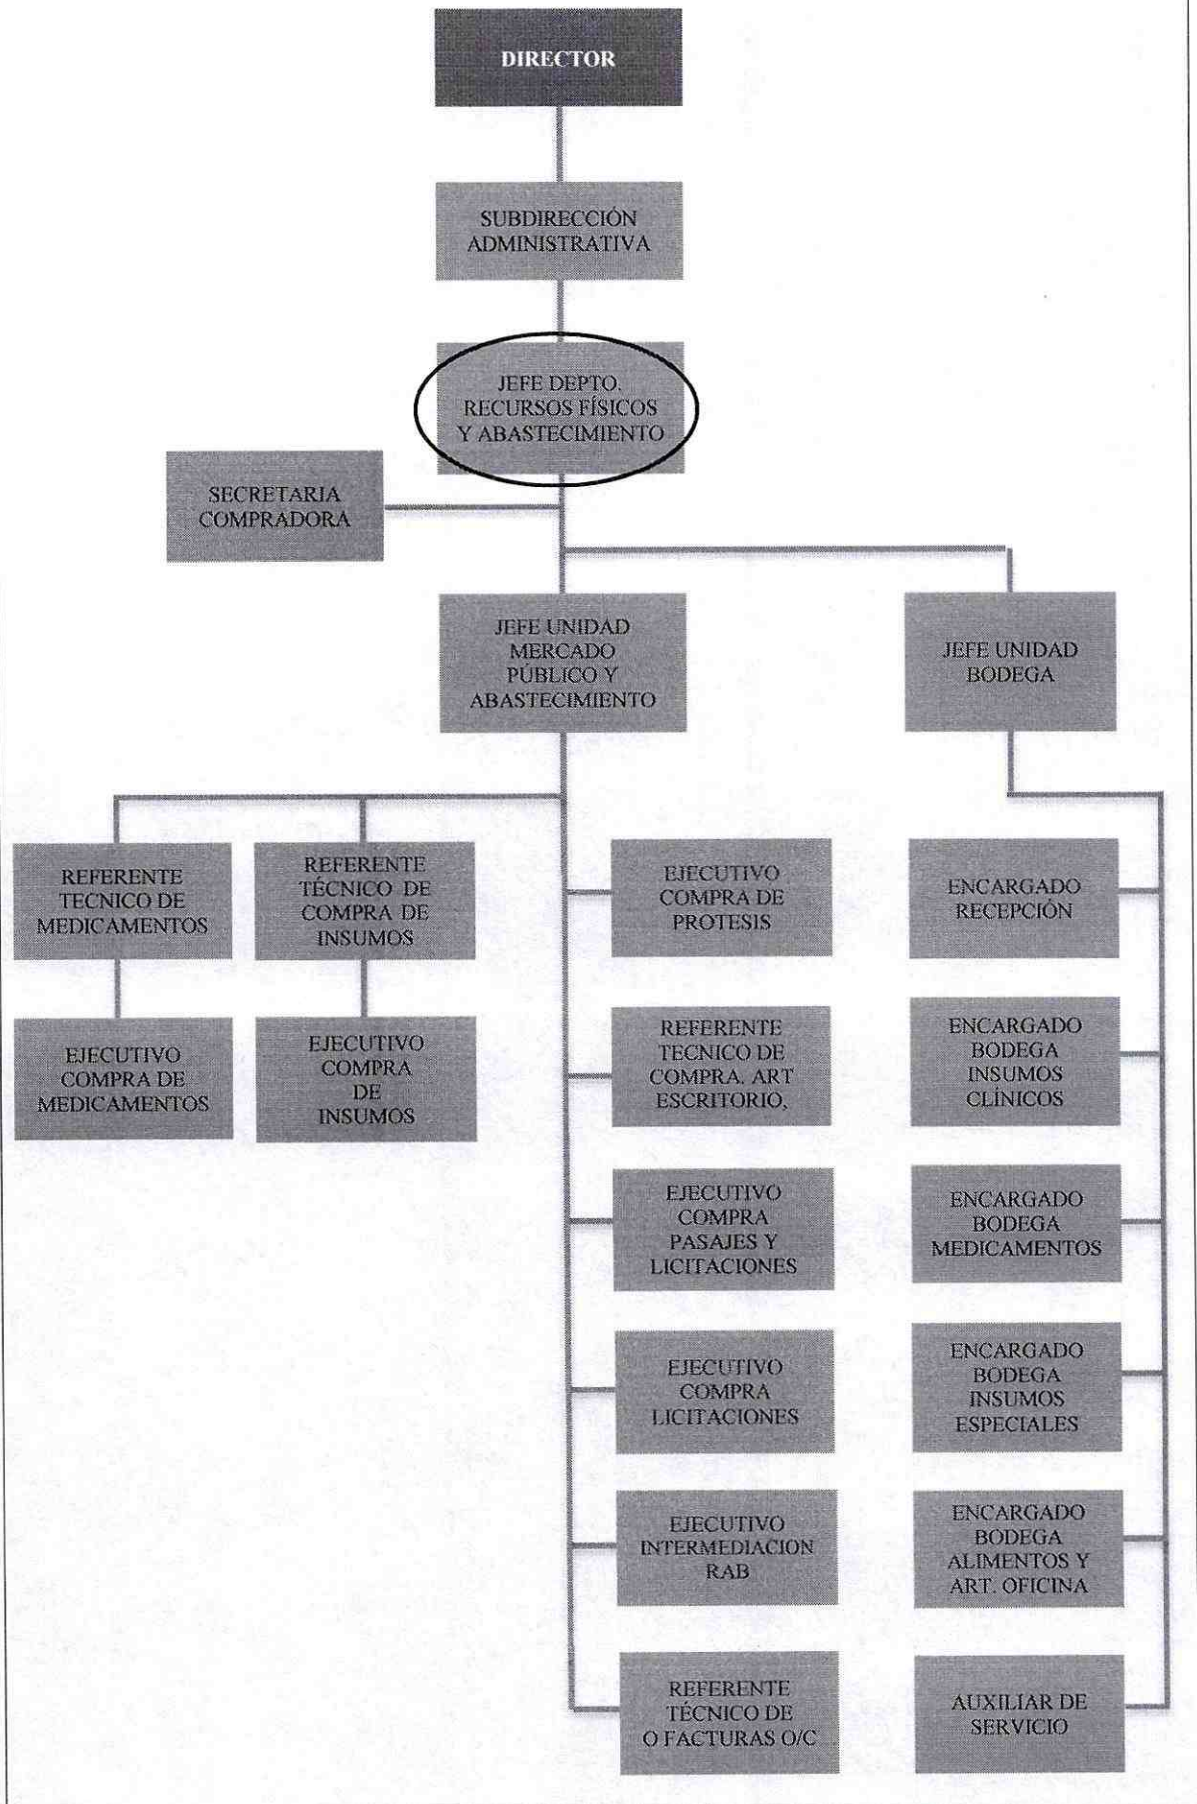 DIRECTOR
SUBDIRECCIÓN
ADMINISTRATIVA
JEFE DEPTO.
RECURSOS FÍSICOS
Y ABASTECIMIENTO
SECRETARIA
COMPRADORA
JEFE UNIDAD
MERCADO
PÚBLICO Y
ABASTECIMIENTO
JEFE UNIDAD
BODEGA
REFERENTE
TECNICO DE
MEDICAMENTOS
REFERENTE
TÉCNICO DE
COMPRA DE
INSUMOS
EJECUTIVO
COMPRA DE
MEDICAMENTOS
EJECUTIVO
COMPRA
DE
INSUMOS
EJECUTIVO
COMPRA DE
PROTESIS
REFERENTE
TECNICO DE
COMPRA. ART
ESCRITORIO,
EJECUTIVO
COMPRA
PASAJES Y
LICITACIONES
EJECUTIVO
COMPRA
LICITACIONES
EJECUTIVO
INTERMEDIACION
RAB
REFERENTE
TÉCNICO DE
O FACTURAS O/C
ENCARGADO
RECEPCIÓN
ENCARGADO
BODEGA
INSUMOS
CLÍNICOS
ENCARGADO
BODEGA
MEDICAMENTOS
ENCARGADO
BODEGA
INSUMOS
ESPECIALES
ENCARGADO
BODEGA
ALIMENTOS Y
ART. OFICINA
AUXILIAR DE
SERVICIO